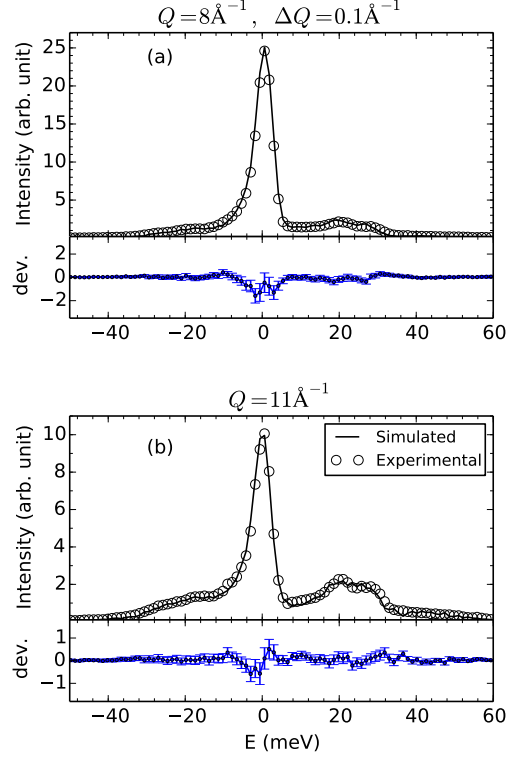 Q=8Å⁻¹, ΔQ=0.1Å⁻¹
(a)
Intensity (arb. unit)
25
20
15
10
5
dev.
2
0
−2
−40 −20 0 20 40 60
Q=11Å⁻¹
(b)
Simulated
Experimental
Intensity (arb. unit)
10
8
6
4
2
dev.
1
0
−1
−40 −20 0 20 40 60
E (meV)